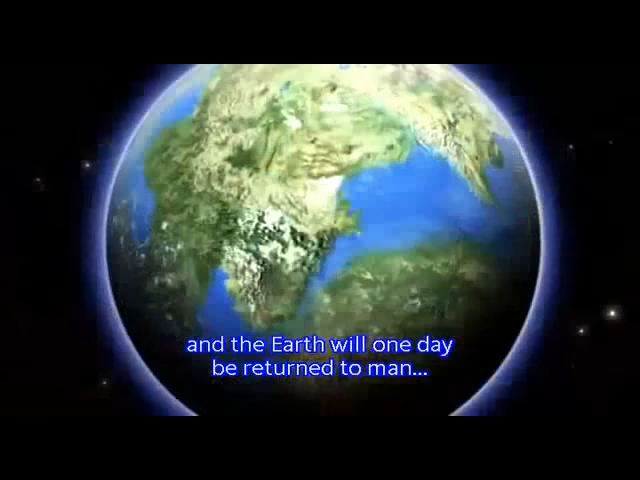 and the Earth will one day
be returned to man...